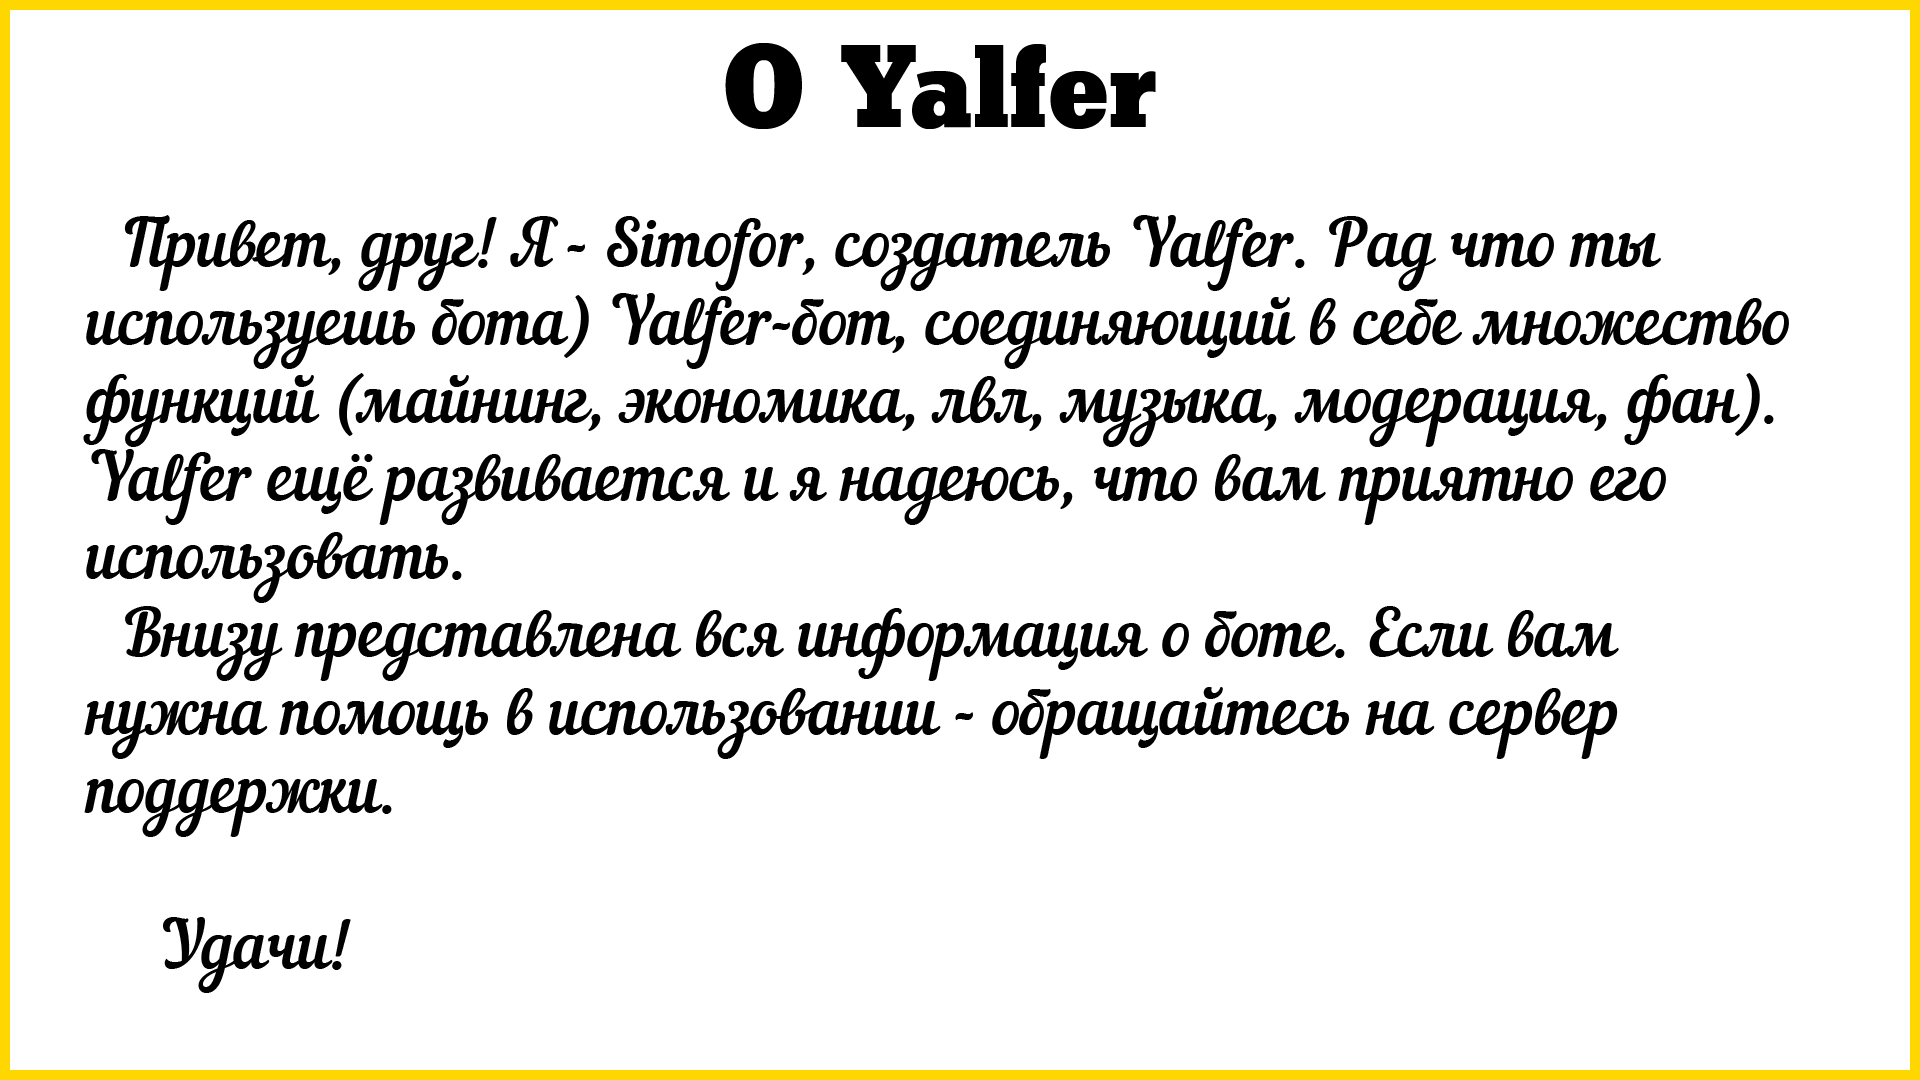 О Yalfer
Привет, друг! Я - Simofor, создатель Yalfer. Рад что ты
используешь бота) Yalfer-бот, соединяющий в себе множество
функций (майнинг, экономика, лвл, музыка, модерация, фан).
Yalfer ещё развивается и я надеюсь, что вам приятно его
использовать.
Внизу представлена вся информация о боте. Если вам
нужна помощь в использовании - обращайтесь на сервер
поддержки.
Удачи!